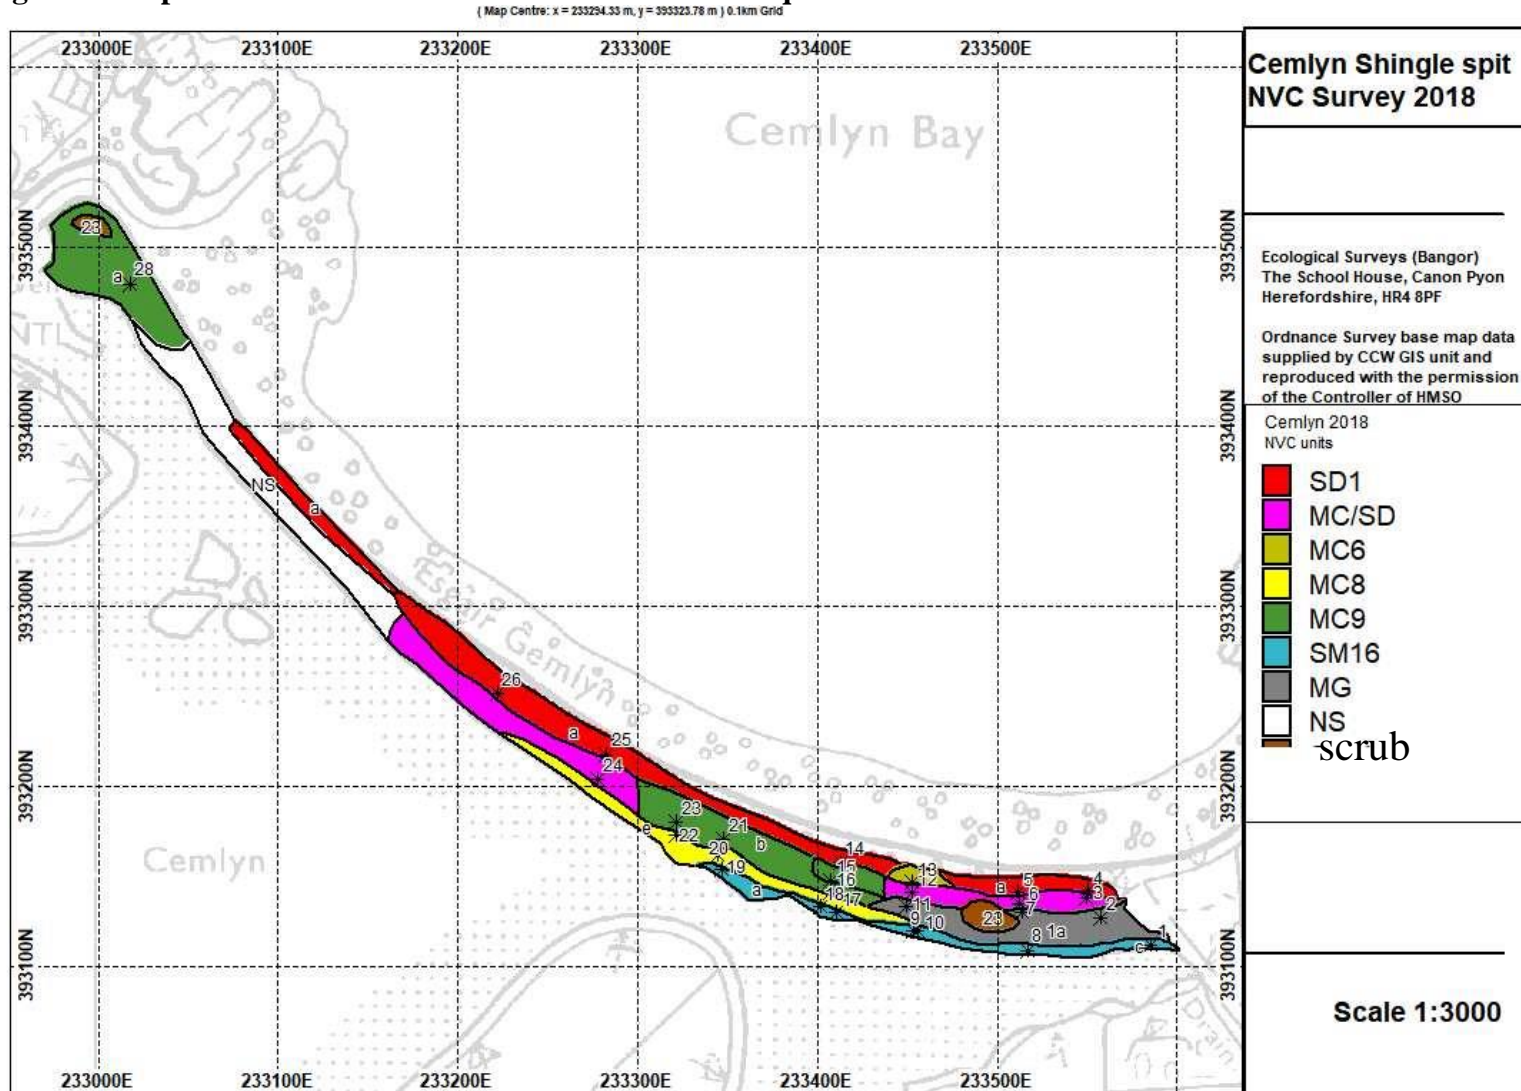 ( Map Centre: x = 233294.33 m, y = 393323.78 m ) 0.1km Grid
233000E 233100E 233200E 233300E 233400E 233500E
Cemlyn Shingle spit
NVC Survey 2018
Cemlyn Bay
393500N
393500N
Ecological Surveys (Bangor)
The School House, Canon Pyon
Herefordshire, HR4 8PF
Ordnance Survey base map data
supplied by CCW GIS unit and
reproduced with the permission
of the Controller of HMSO
23
a
28
393400N
393400N
Cemlyn 2018
NVC units
SD1
MC/SD
MC6
MC8
MC9
SM16
MG
NS
scrub
NS
a
393300N
393300N
Esgair Gemlyn
26
a
25
24
393200N
393200N
23
e
22
21
b
20
19
a
14
15
16
18
17
13
12
11
9
10
a
5
6
7
4
3
2
23
8
1a
1
c
Cemlyn
Drain
393100N
393100N
Scale 1:3000
233000E 233100E 233200E 233300E 233400E 233500E